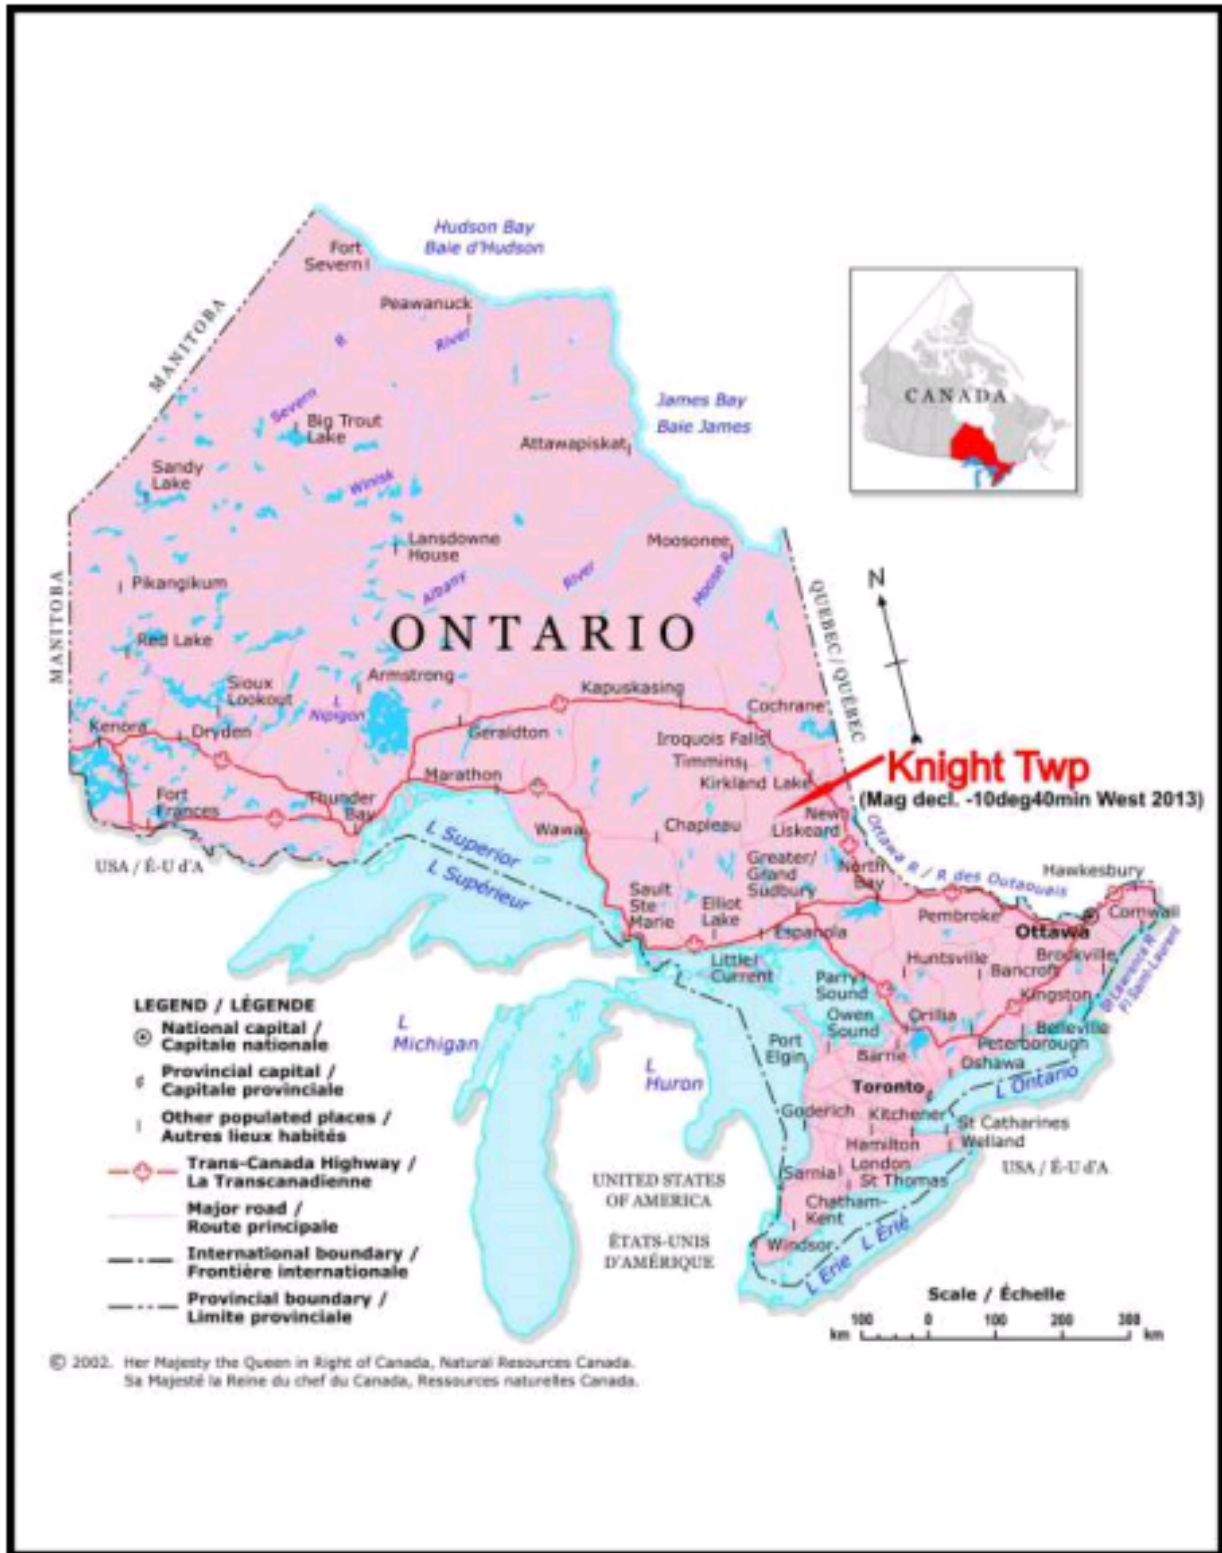 Hudson Bay
Baie d'Hudson
Fort
Severn
Peawanuck
River
MANITOBA
R
Severn
Big Trout
Lake
James Bay
Baie James
CANADA
Attawapiskat
Sandy
Lake
Winisk
Lansdowne
House
Moosonee
Albany
River
Moose R
Pikangikum
MANITOBA
N
QUEBEC / QUÉBEC
ONTARIO
Red Lake
Armstrong
Sioux
Lookout
L
Nipigon
Kapuskasing
Cochrane
Kenora
Dryden
Geraldton
Iroquois Falls
Timmins
Kirkland Lake
Knight Twp
(Mag decl. -10deg40min West 2013)
Marathon
Fort
Frances
Thunder
Bay
New
Liskeard
Chapleau
Wawa
USA / É-U d'A
L Superior
L Supérieur
Ottawa R / R des Outaouais
Greater/
Grand
Sudbury
North
Bay
Hawkesbury
Sault
Ste
Marie
Elliot
Lake
Espanola
Pembroke
Cornwall
Ottawa
Little
Current
Huntsville
Brockville
Bancroft
Parry
Sound
Kingston
St Lawrence R
F/ Saint-Laurent
Owen
Sound
Orillia
Belleville
Peterborough
Port
Elgin
Barrie
Oshawa
L
Michigan
L
Huron
Toronto
L Ontario
Goderich
Kitchener
St Catharines
Hamilton
Welland
USA / É-U d'A
Sarnia
London
St Thomas
Chatham-
Kent
Windsor
L Erie L Érié
UNITED STATES
OF AMERICA
ÉTATS-UNIS
D'AMÉRIQUE
LEGEND / LÉGENDE
National capital /
Capitale nationale
Provincial capital /
Capitale provinciale
Other populated places /
Autres lieux habités
Trans-Canada Highway /
La Transcanadienne
Major road /
Route principale
International boundary /
Frontière internationale
Provincial boundary /
Limite provinciale
Scale / Échelle
100 0 100 200 300
km km
© 2002. Her Majesty the Queen in Right of Canada, Natural Resources Canada.
Sa Majesté la Reine du chef du Canada, Ressources naturelles Canada.